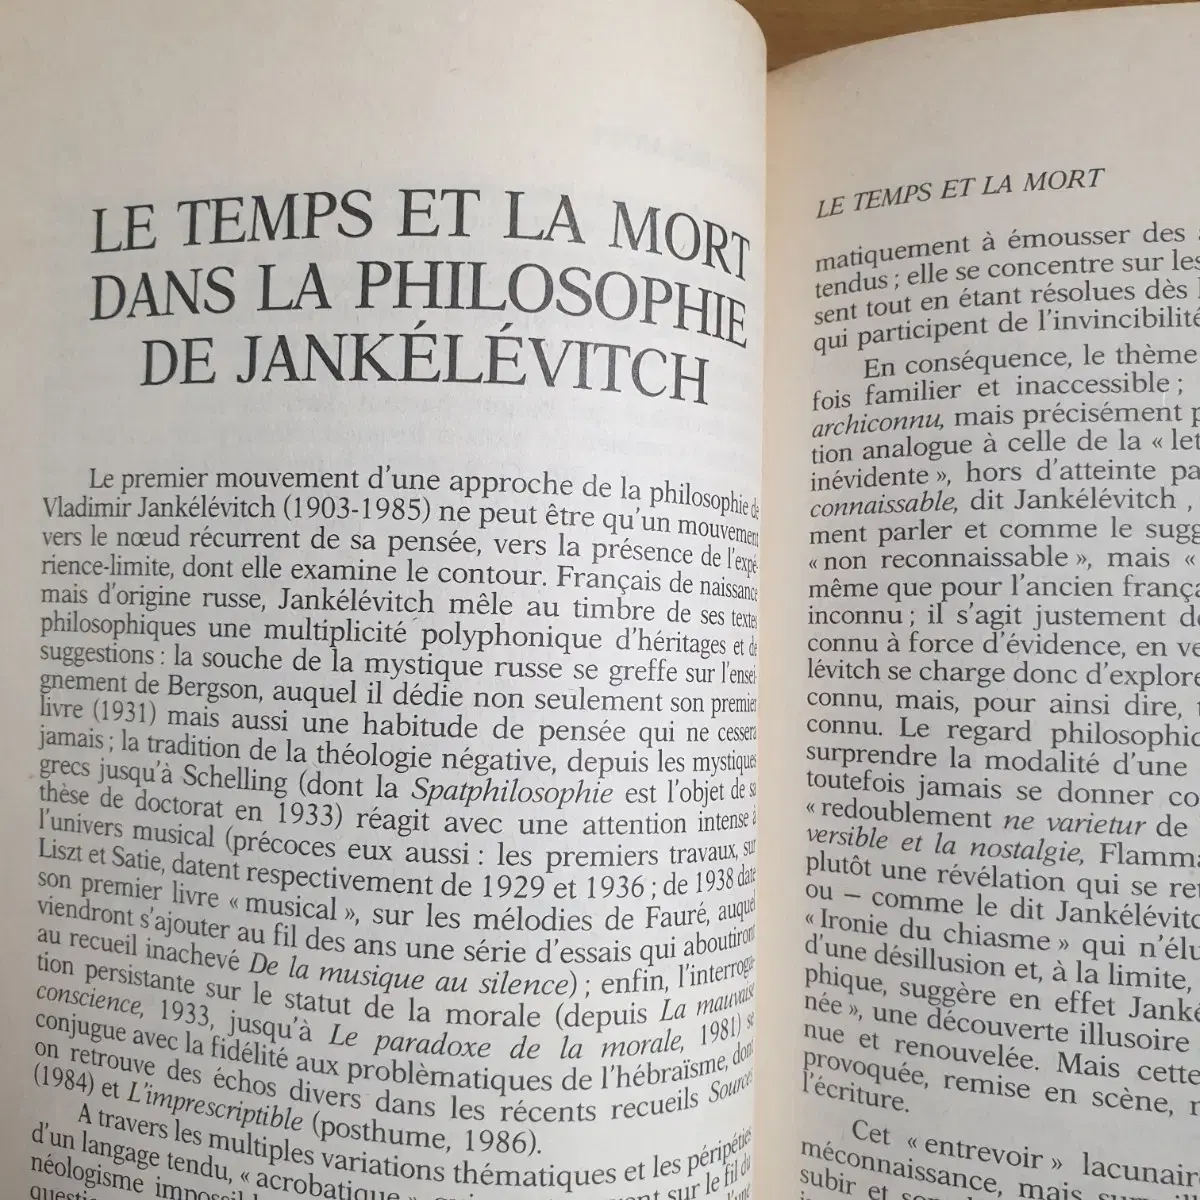 LE TEMPS ET LA MORT
DANS LA PHILOSOPHIE
DE JANKÉLÉVITCH
Le premier mouvement d'une approche de la philosophie de
Vladimir Jankélévitch (1903-1985) ne peut être qu'un mouvement
vers le nœud récurrent de sa pensée, vers la présence de l'expé-
rience-limite, dont elle examine le contour. Français de naissance
mais d'origine russe, Jankélévitch mêle au timbre de ses textes
philosophiques une multiplicité polyphonique d'héritages et de
suggestions : la souche de la mystique russe se greffe sur l'ensei-
gnement de Bergson, auquel il dédie non seulement son premier
livre (1931) mais aussi une habitude de pensée qui ne cessera
jamais ; la tradition de la théologie négative, depuis les mystiques
grecs jusqu'à Schelling (dont la Spatphilosophie est l'objet de sa
thèse de doctorat en 1933) réagit avec une attention intense à
l'univers musical (précoces eux aussi : les premiers travaux, sur
Liszt et Satie, datent respectivement de 1929 et 1936 ; de 1938 date
son premier livre « musical », sur les mélodies de Fauré, auquel
viendront s'ajouter au fil des ans une série d'essais qui aboutiront
au recueil inachevé De la musique au silence) ; enfin, l'interroga-
tion persistante sur le statut de la morale (depuis La mauvaise
conscience, 1933, jusqu'à Le paradoxe de la morale, 1981) se
conjugue avec la fidélité aux problèmatiques de l'hébraïsme, dont
on retrouve des échos divers dans les récents recueils Sources
(1984) et L'imprescriptible (posthume, 1986).
A travers les multiples variations thématiques et les péripéties
d'un langage tendu, « acrobatique », sur le fil du
néologisme
LE TEMPS ET LA MORT
matiquement à émousser des
tendus ; elle se concentre sur les
sent tout en étant résolues dès
qui participent de l'invincibilité
En conséquence, le thème
fois familier et inaccessible ;
archiconnu, mais précisément
tion analogue à celle de la « let
inévidente », hors d'atteinte pa
connaissable, dit Jankélévitch ,
ment parler et comme le sugg
« non reconnaissable », mais «
même que pour l'ancien frança
inconnu ; il s'agit justement d
connu à force d'évidence, en ve
lévitch se charge donc d'explore
connu, mais, pour ainsi dire,
connu. Le regard philosophic
surprendre la modalité d'une
toutefois jamais se donner co
« redoublement ne varietur de
versible et la nostalgie, Flamma
plutôt une révélation qui se re
ou – comme le dit Jankélévitc
« Ironie du chiasme » qui n'élu
d'une désillusion et, à la limite,
phique, suggère en effet Janké
née », une découverte illusoire
nue et renouvelée. Mais cette
provoquée, remise en scène,
l'écriture.
Cet « entrevoir » lacunair
méconnaissance, mais
subir et